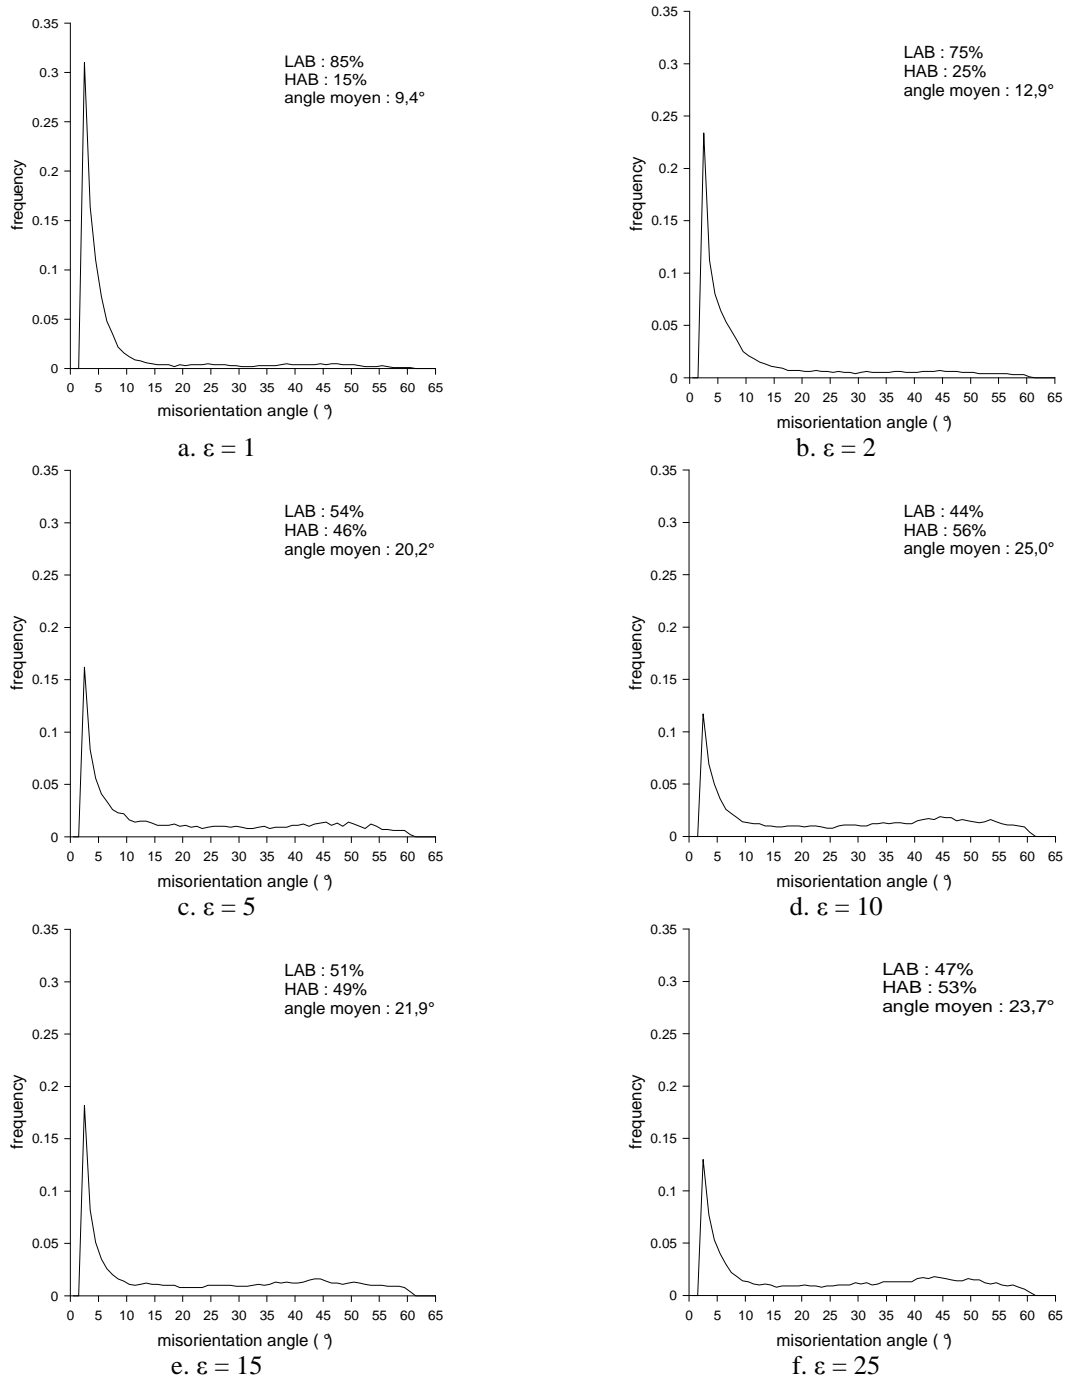 0.35
0.3
0.25
0.2
0.15
0.1
0.05
0
frequency
LAB : 85%
HAB : 15%
angle moyen : 9,4°
0 5 10 15 20 25 30 35 40 45 50 55 60 65
misorientation angle ( °)
a. ε = 1
0.35
0.3
0.25
0.2
0.15
0.1
0.05
0
frequency
LAB : 75%
HAB : 25%
angle moyen : 12,9°
0 5 10 15 20 25 30 35 40 45 50 55 60 65
misorientation angle ( °)
b. ε = 2
0.35
0.3
0.25
0.2
0.15
0.1
0.05
0
frequency
LAB : 54%
HAB : 46%
angle moyen : 20,2°
0 5 10 15 20 25 30 35 40 45 50 55 60 65
misorientation angle ( °)
c. ε = 5
0.35
0.3
0.25
0.2
0.15
0.1
0.05
0
frequency
LAB : 44%
HAB : 56%
angle moyen : 25,0°
0 5 10 15 20 25 30 35 40 45 50 55 60 65
misorientation angle ( °)
d. ε = 10
0.35
0.3
0.25
0.2
0.15
0.1
0.05
0
frequency
LAB : 51%
HAB : 49%
angle moyen : 21,9°
0 5 10 15 20 25 30 35 40 45 50 55 60 65
misorientation angle ( °)
e. ε = 15
0.35
0.3
0.25
0.2
0.15
0.1
0.05
0
frequency
LAB : 47%
HAB : 53%
angle moyen : 23,7°
0 5 10 15 20 25 30 35 40 45 50 55 60 65
misorientation angle ( °)
f. ε = 25